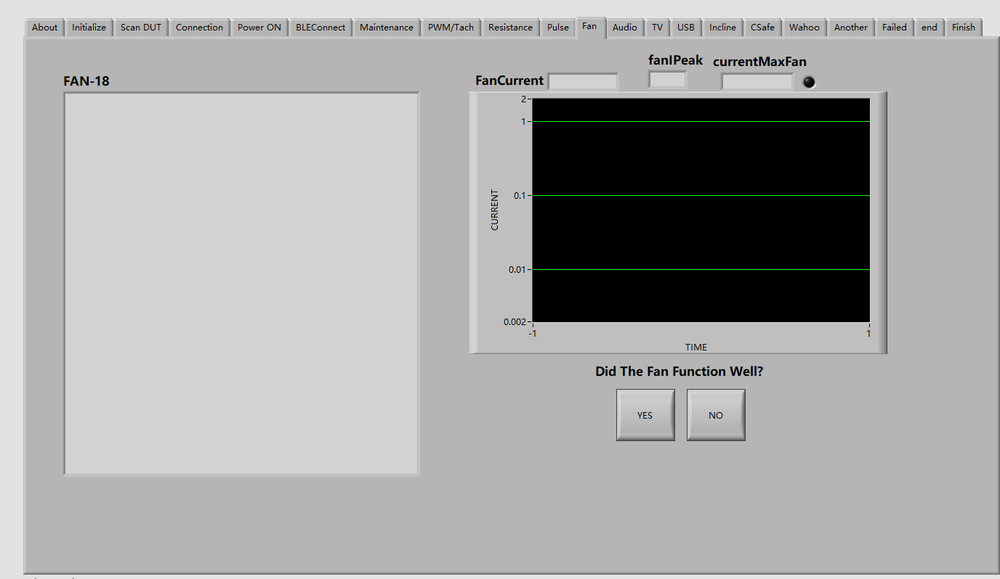 About Initialize Scan DUT Connection Power ON BLEConnect Maintenance PWM/Tach Resistance Pulse Fan Audio TV USB Incline CSafe Wahoo Another Failed end Finish
fanIPeak currentMaxFan
FAN-18
FanCurrent
2
1
0.1
CURRENT
0.01
0.002
-1 1
TIME
Did The Fan Function Well?
YES NO